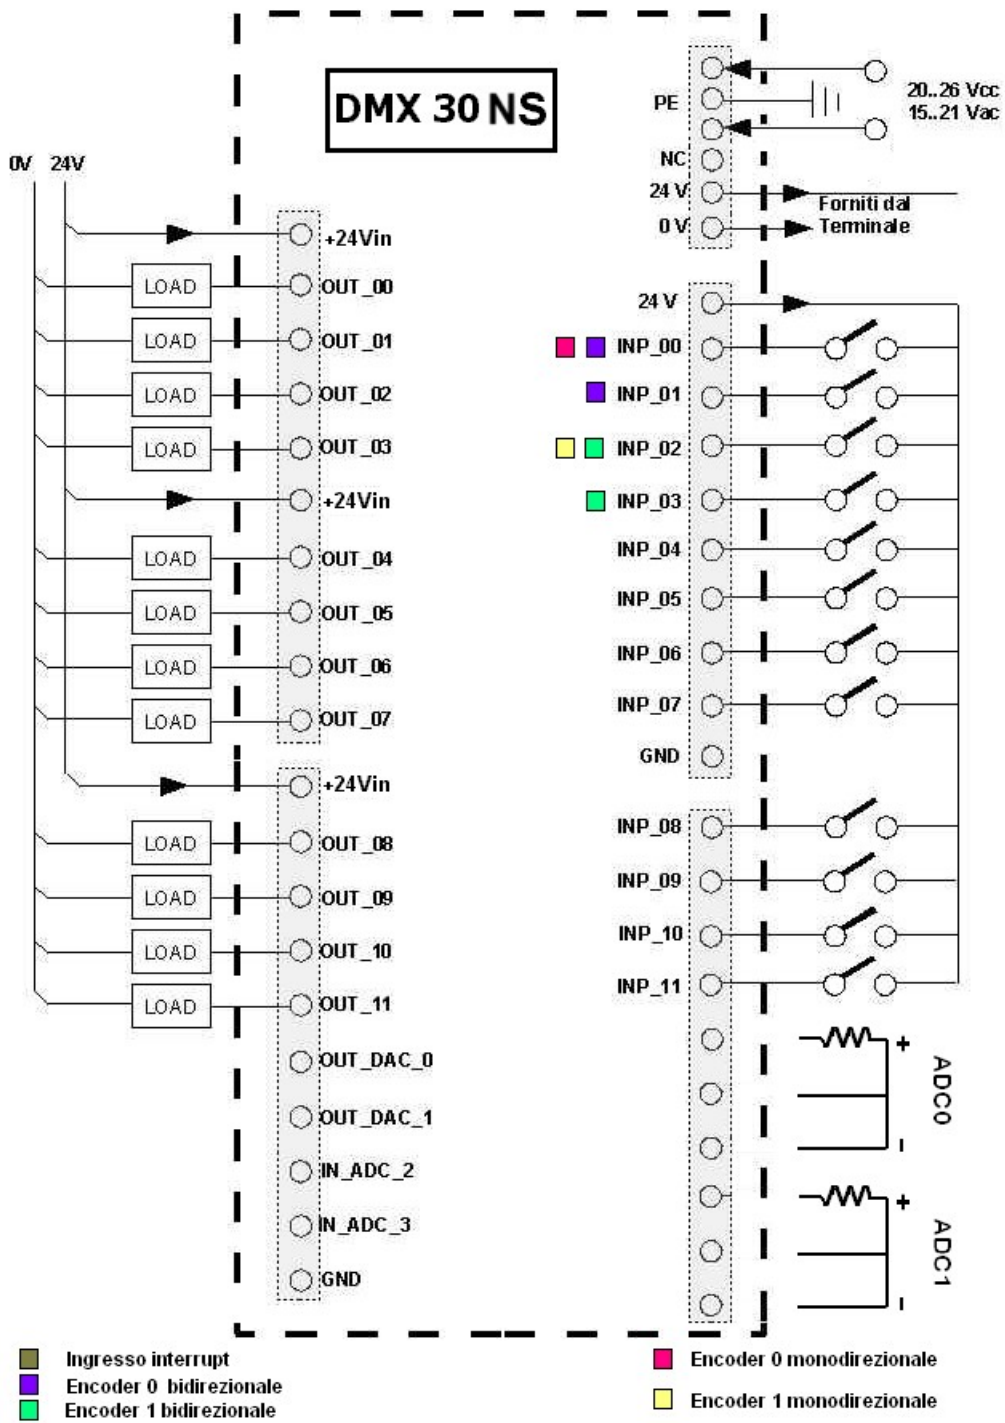 DMX 30 NS
20..26 Vcc
15..21 Vac
PE
NC
24 V
0 V
Forniti dal
Terminale
0V 24V
+24Vin
LOAD OUT_00
LOAD OUT_01
LOAD OUT_02
LOAD OUT_03
+24Vin
LOAD OUT_04
LOAD OUT_05
LOAD OUT_06
LOAD OUT_07
+24Vin
LOAD OUT_08
LOAD OUT_09
LOAD OUT_10
LOAD OUT_11
OUT_DAC_0
OUT_DAC_1
IN_ADC_2
IN_ADC_3
GND
24 V
INP_00
INP_01
INP_02
INP_03
INP_04
INP_05
INP_06
INP_07
GND
INP_08
INP_09
INP_10
INP_11
+
ADC0
-
+
ADC1
-
Ingresso interrupt
Encoder 0 bidirezionale
Encoder 1 bidirezionale
Encoder 0 monodirezionale
Encoder 1 monodirezionale